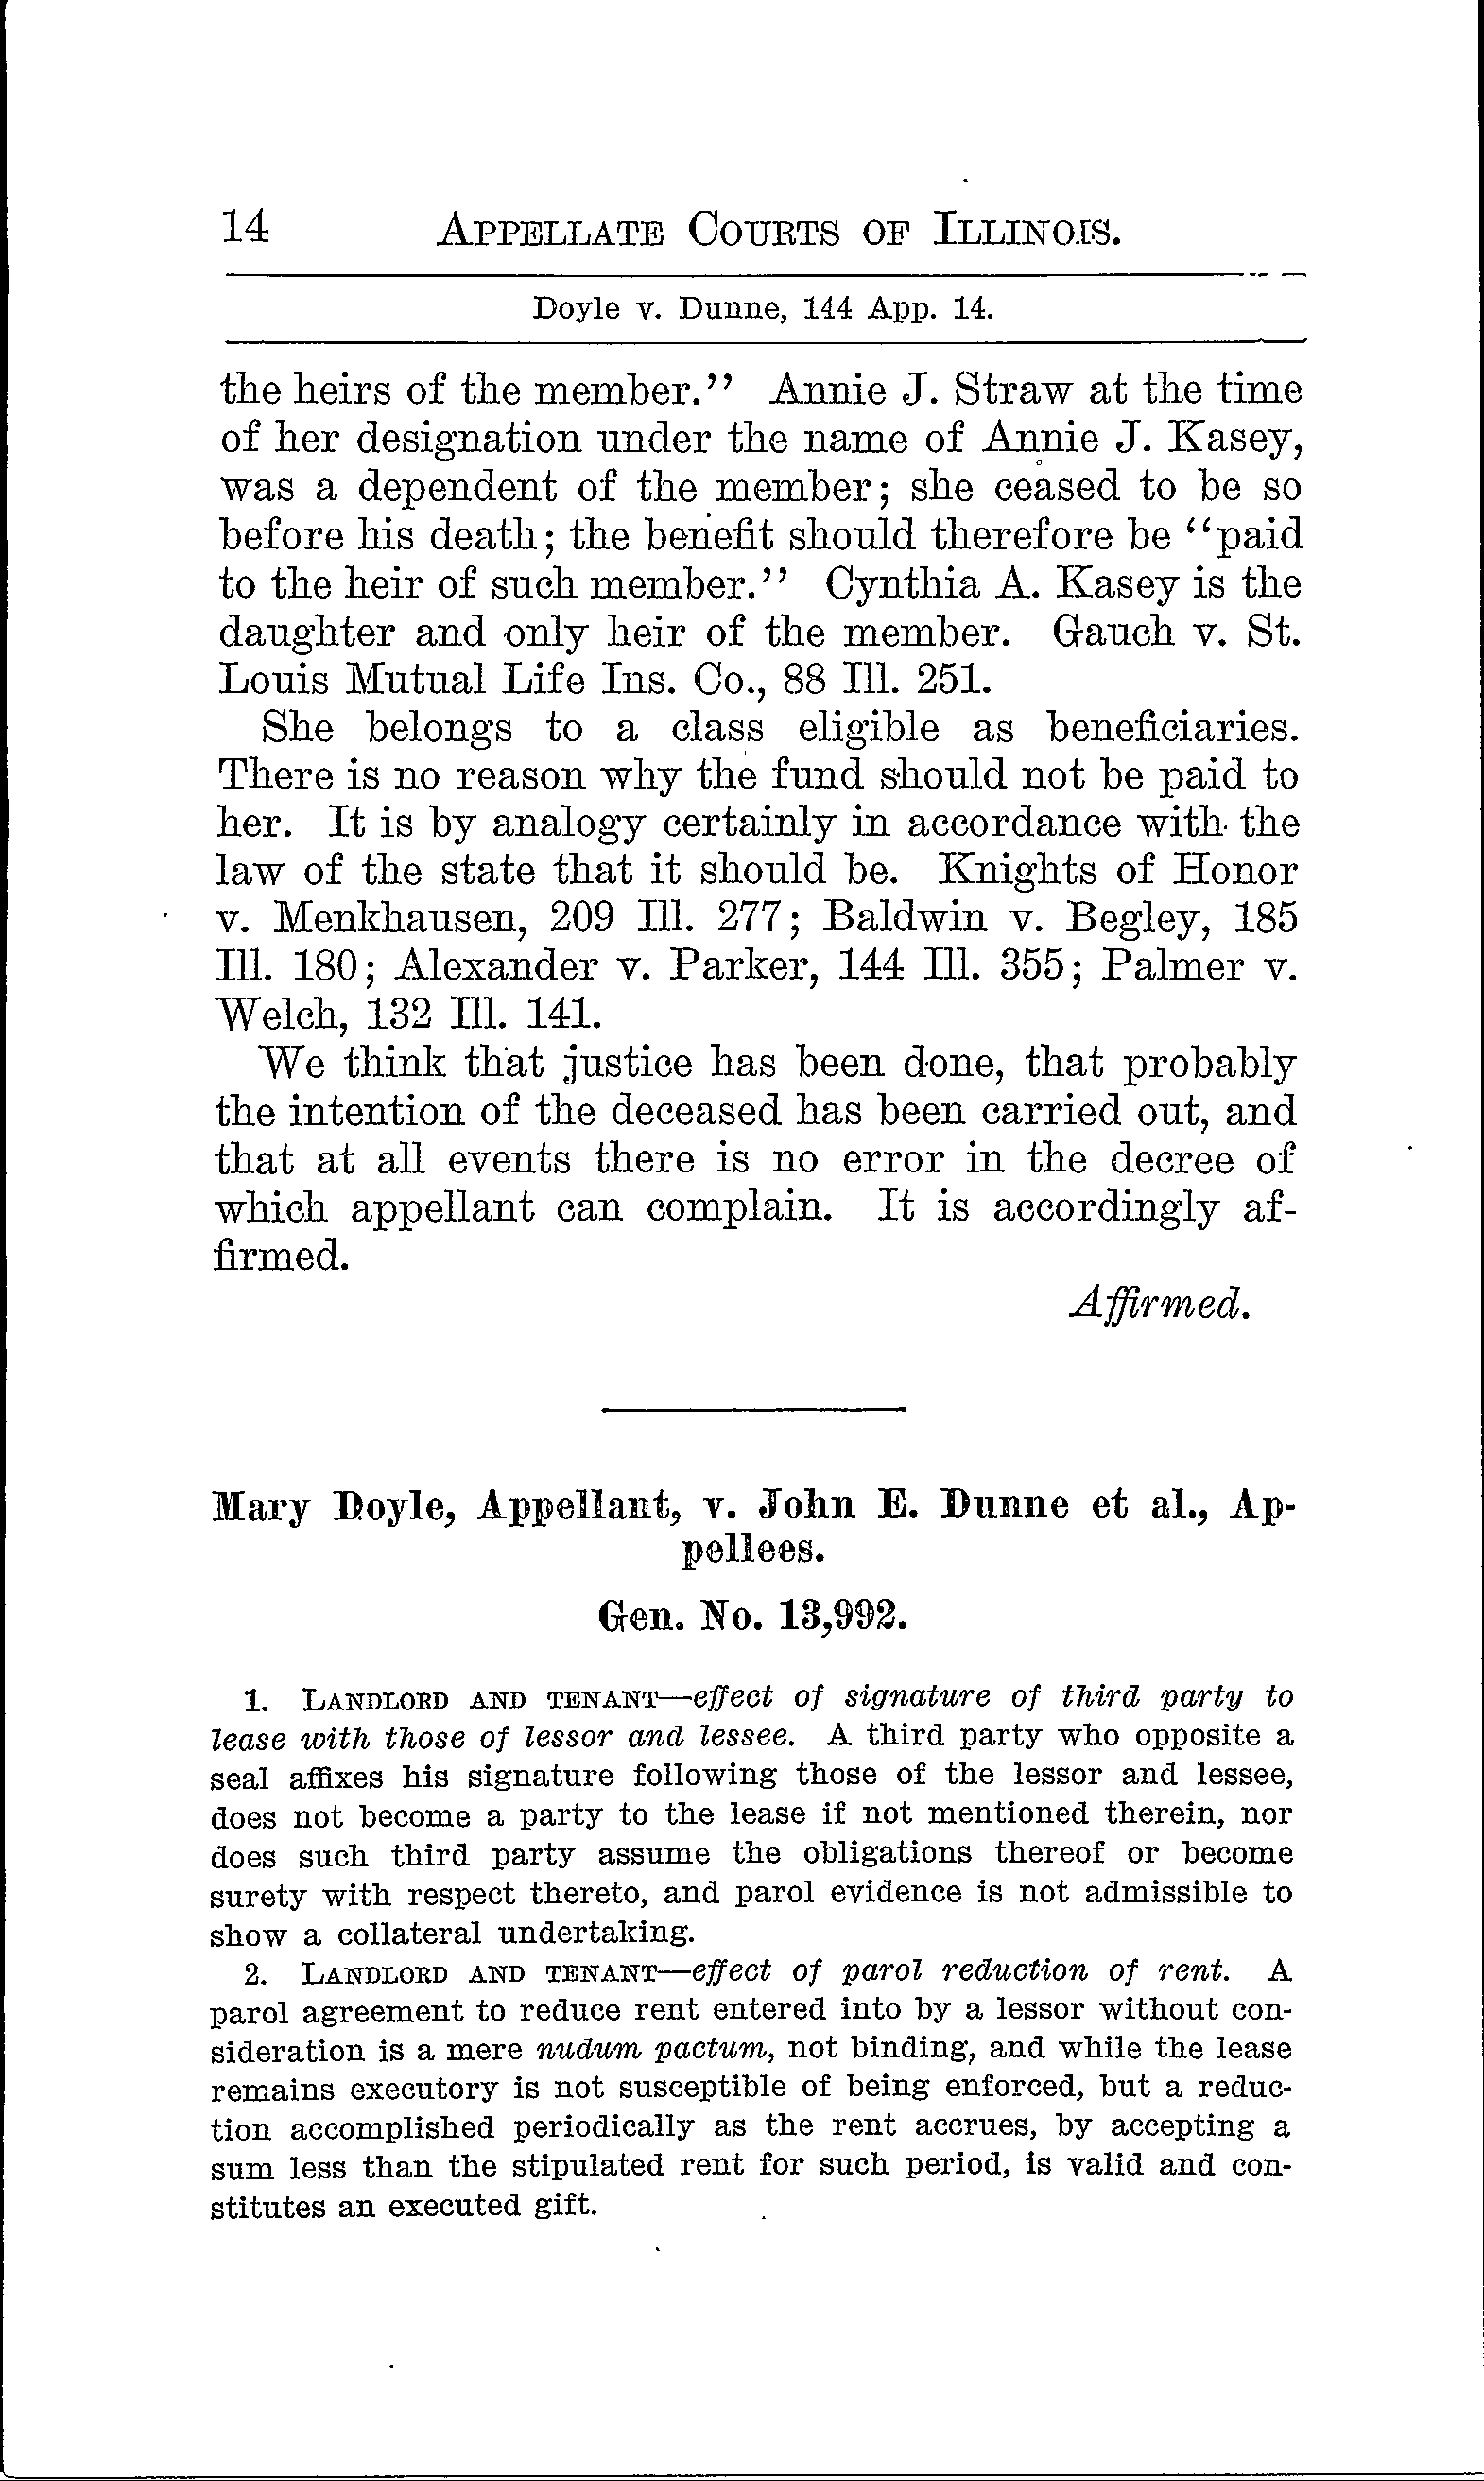 14 APPELLATE COURTS OF ILLINOIS.
Doyle v. Dunne, 144 App. 14.
the heirs of the member.'' Annie J. Straw at the time
of her designation under the name of Annie J. Kasey,
was a dependent of the member; she ceased to be so
before his death; the benefit should therefore be ''paid
to the heir of such member.'' Cynthia A. Kasey is the
daughter and only heir of the member. Gauch v. St.
Louis Mutual Life Ins. Co., 88 Ill. 251.
She belongs to a class eligible as beneficiaries.
There is no reason why the fund should not be paid to
her. It is by analogy certainly in accordance with the
law of the state that it should be. Knights of Honor
v. Menkhausen, 209 Ill. 277; Baldwin v. Begley, 185
Ill. 180; Alexander v. Parker, 144 Ill. 355; Palmer v.
Welch, 132 Ill. 141.
We think that justice has been done, that probably
the intention of the deceased has been carried out, and
that at all events there is no error in the decree of
which appellant can complain. It is accordingly af-
firmed.
Affirmed.
Mary Doyle, Appellant, v. John E. Dunne et al., Ap-
pellees.
Gen. No. 13,992.
1. LANDLORD AND TENANT—effect of signature of third party to
lease with those of lessor and lessee. A third party who opposite a
seal affixes his signature following those of the lessor and lessee,
does not become a party to the lease if not mentioned therein, nor
does such third party assume the obligations thereof or become
surety with respect thereto, and parol evidence is not admissible to
show a collateral undertaking.
2. LANDLORD AND TENANT—effect of parol reduction of rent. A
parol agreement to reduce rent entered into by a lessor without con-
sideration is a mere nudum pactum, not binding, and while the lease
remains executory is not susceptible of being enforced, but a reduc-
tion accomplished periodically as the rent accrues, by accepting a
sum less than the stipulated rent for such period, is valid and con-
stitutes an executed gift.